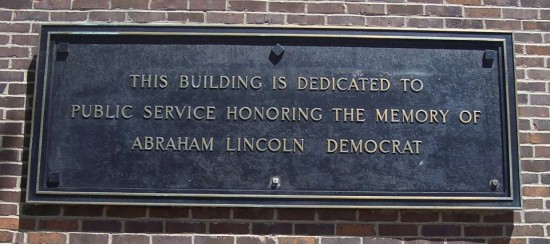 THIS BUILDING IS DEDICATED TO
PUBLIC SERVICE HONORING THE MEMORY OF
ABRAHAM LINCOLN DEMOCRAT